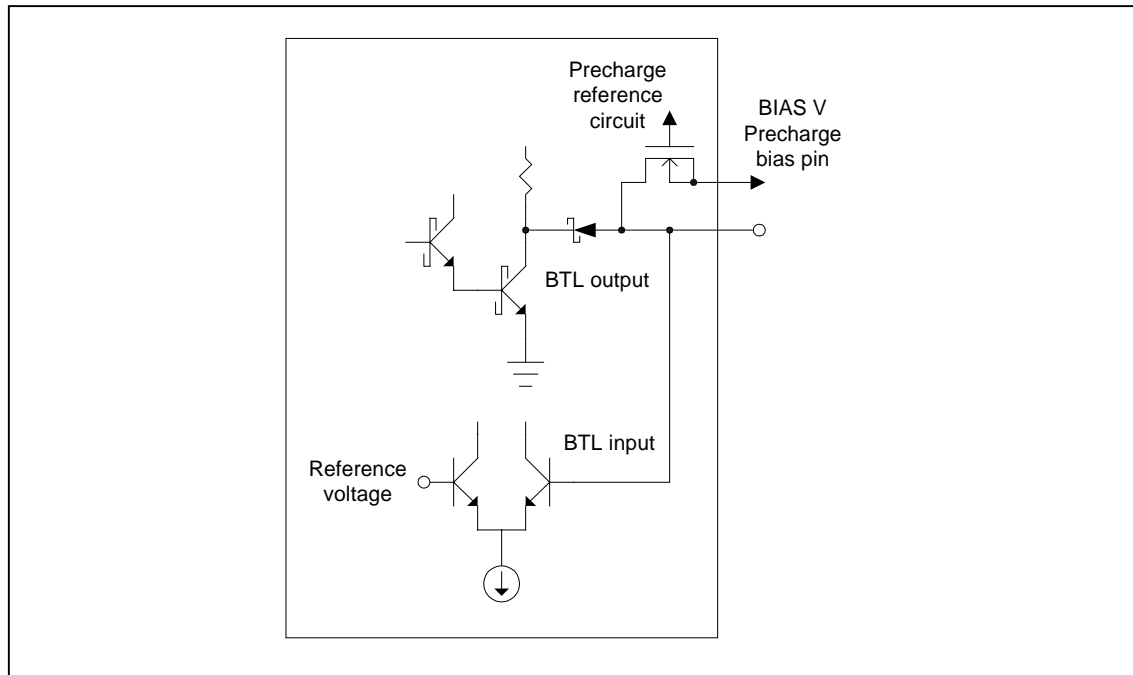 Precharge
reference
circuit
BIAS V
Precharge
bias pin
BTL output
BTL input
Reference
voltage